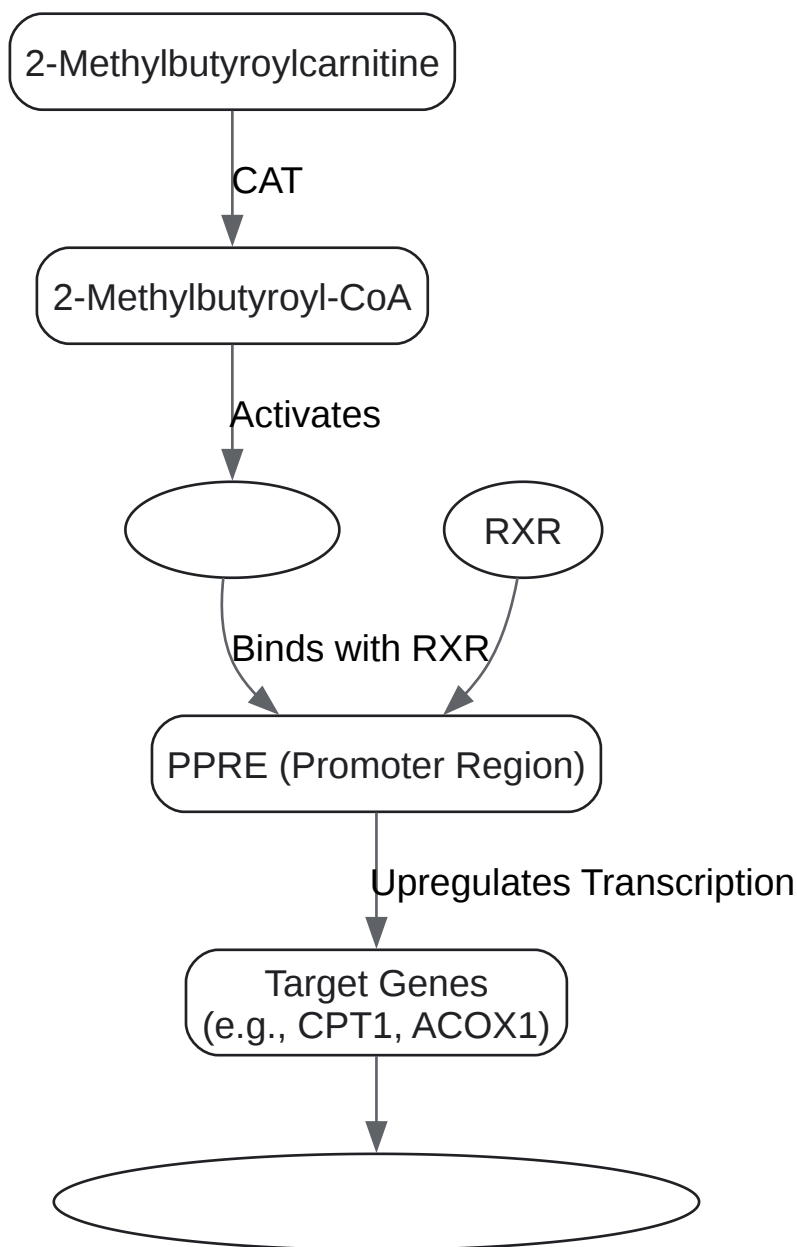 2-Methylbutyroylcarnitine
CAT
2-Methylbutyroyl-CoA
Activates
RXR
Binds with RXR
PPRE (Promoter Region)
Upregulates Transcription
Target Genes
(e.g., CPT1, ACOX1)